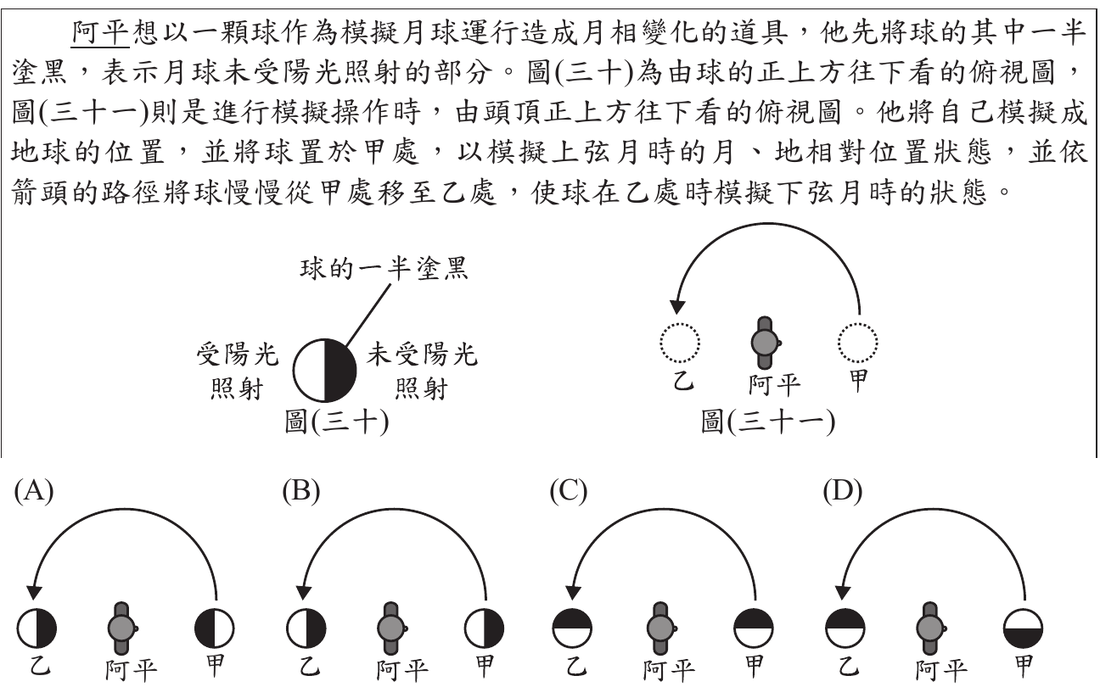 阿平想以一顆球作為模擬月球運行造成月相變化的道具，他先將球的其中一半
塗黑，表示月球未受陽光照射的部分。圖(三十)為由球的正上方往下看的俯視圖，
圖(三十一)則是進行模擬操作時，由頭頂正上方往下看的俯視圖。他將自己模擬成
地球的位置，並將球置於甲處，以模擬上弦月時的月、地相對位置狀態，並依
箭頭的路徑將球慢慢從甲處移至乙處，使球在乙處時模擬下弦月時的狀態。
球的一半塗黑
受陽光
照射
未受陽光
照射
圖(三十)
乙
阿平
甲
圖(三十一)
(A)
乙
阿平
甲
(B)
乙
阿平
甲
(C)
乙
阿平
甲
(D)
乙
阿平
甲